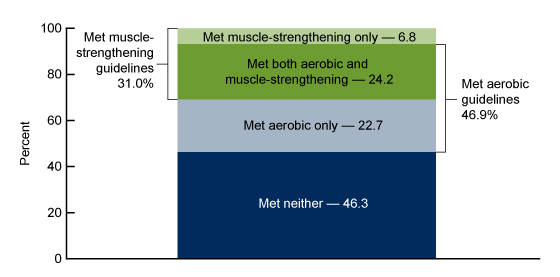 Percent
100
80
60
40
20
0
Met muscle-
strengthening
guidelines
31.0%
Met muscle-strengthening only — 6.8
Met both aerobic and
muscle-strengthening — 24.2
Met aerobic only — 22.7
Met neither — 46.3
Met aerobic
guidelines
46.9%